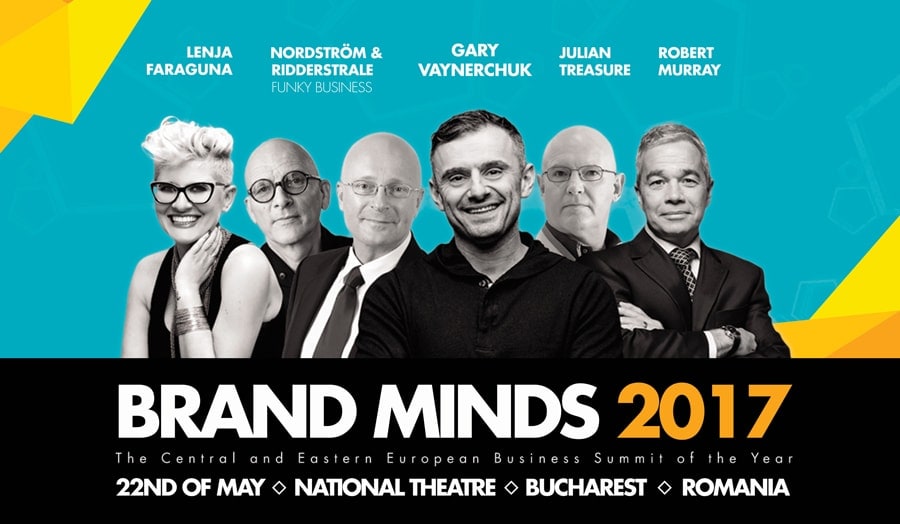 LENJA
FARAGUNA
NORDSTRÖM &
RIDDERSTRALE
FUNKY BUSINESS
GARY
VAYNERCHUK
JULIAN
TREASURE
ROBERT
MURRAY
BRAND MINDS 2017
The Central and Eastern European Business Summit of the Year
22ND OF MAY ◇ NATIONAL THEATRE ◇ BUCHAREST ◇ ROMANIA